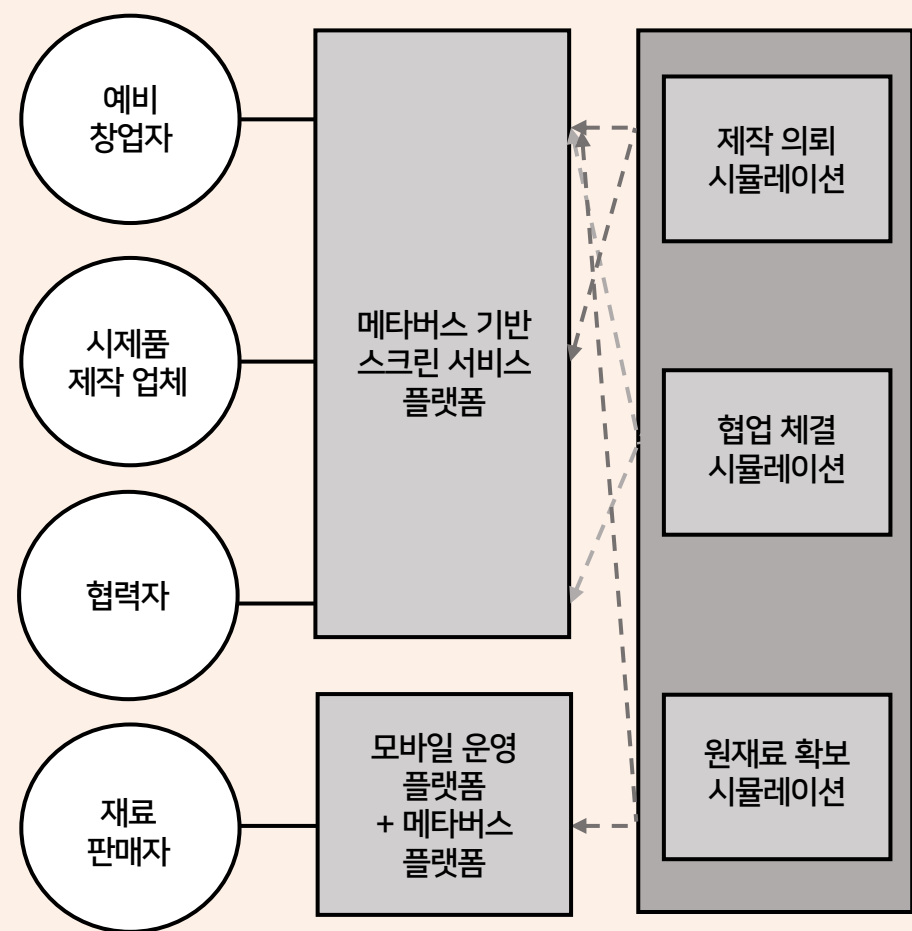 예비
창업자
시제품
제작 업체
협력자
재료
판매자
메타버스 기반
스크린 서비스
플랫폼
모바일 운영
플랫폼
+ 메타버스
플랫폼
제작 의뢰
시뮬레이션
협업 체결
시뮬레이션
원재료 확보
시뮬레이션